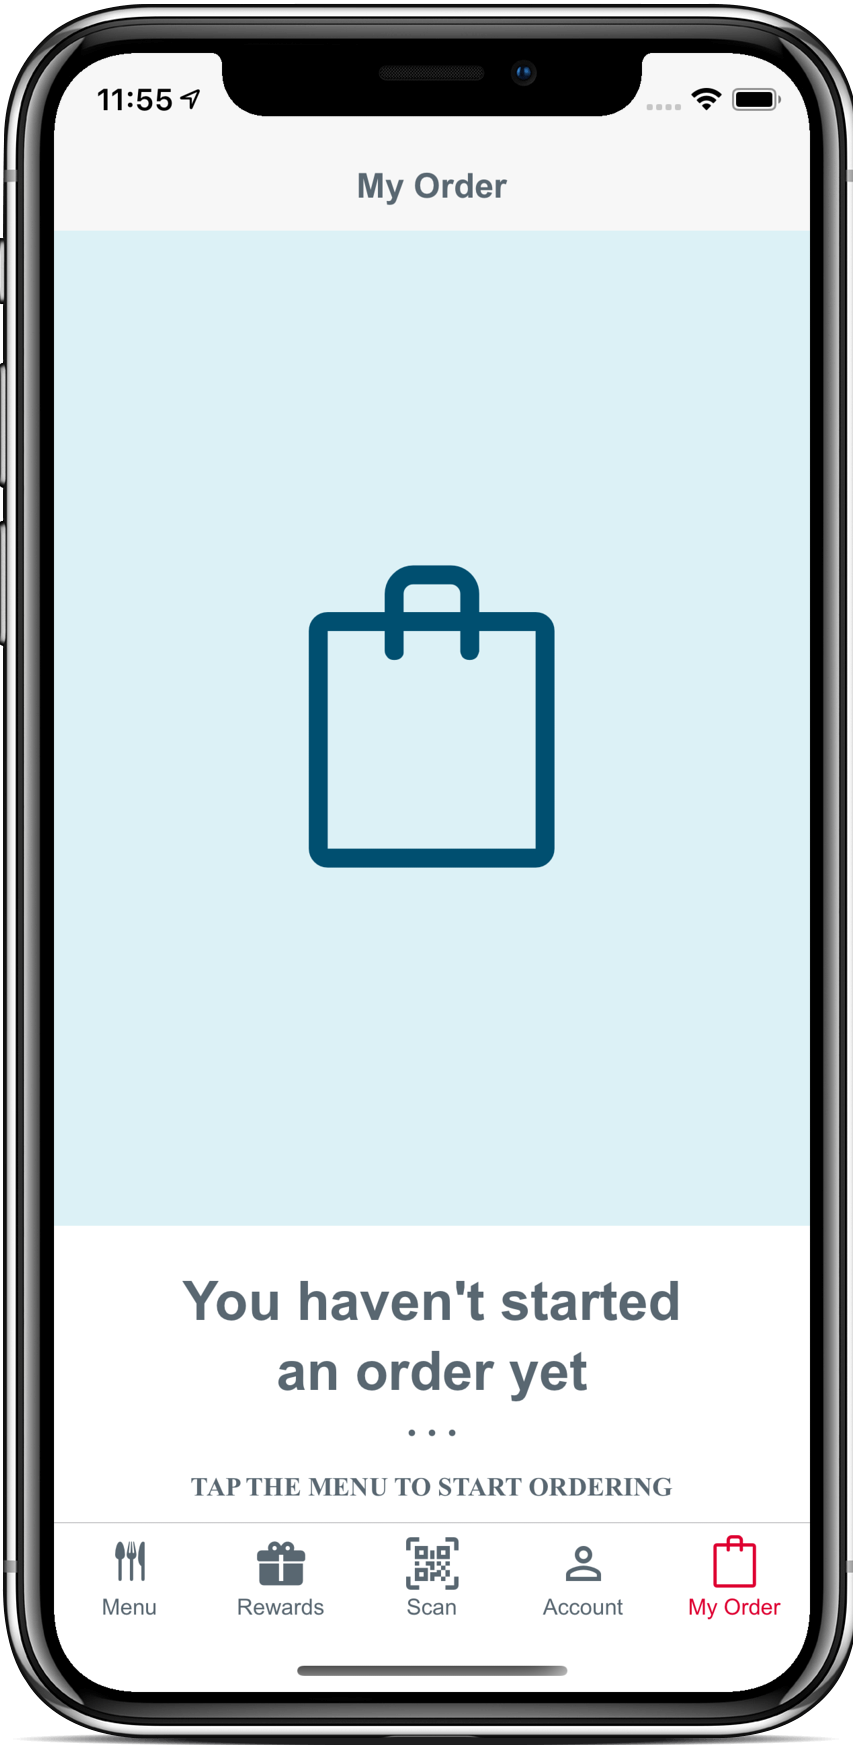 11:55
My Order
You haven't started
an order yet
...
TAP THE MENU TO START ORDERING
Menu
Rewards
Scan
Account
My Order